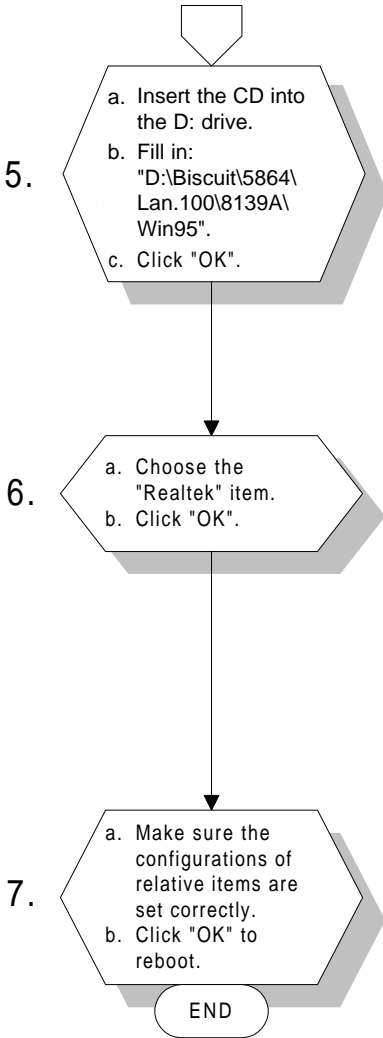 5.
a. Insert the CD into
the D: drive.
b. Fill in:
"D:\Biscuit\5864\
Lan.100\8139A\
Win95".
c. Click "OK".
6.
a. Choose the
"Realtek" item.
b. Click "OK".
7.
a. Make sure the
configurations of
relative items are
set correctly.
b. Click "OK" to
reboot.
END